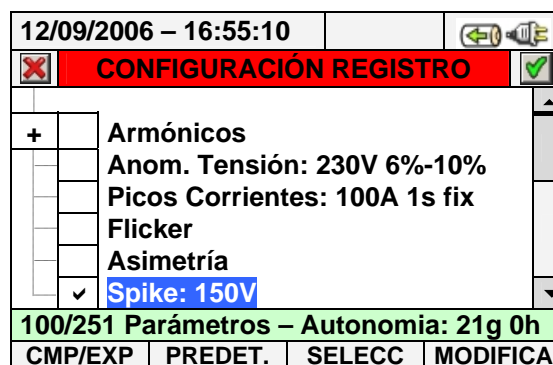 12/09/2006 – 16:55:10
CONFIGURACIÓN REGISTRO
+ Armónicos
Anom. Tensión: 230V 6%-10%
Picos Corrientes: 100A 1s fix
Flicker
Asimetría
Spike: 150V
100/251 Parámetros – Autonomia: 21g 0h
CMP/EXP PREDET. SELECC MODIFICA